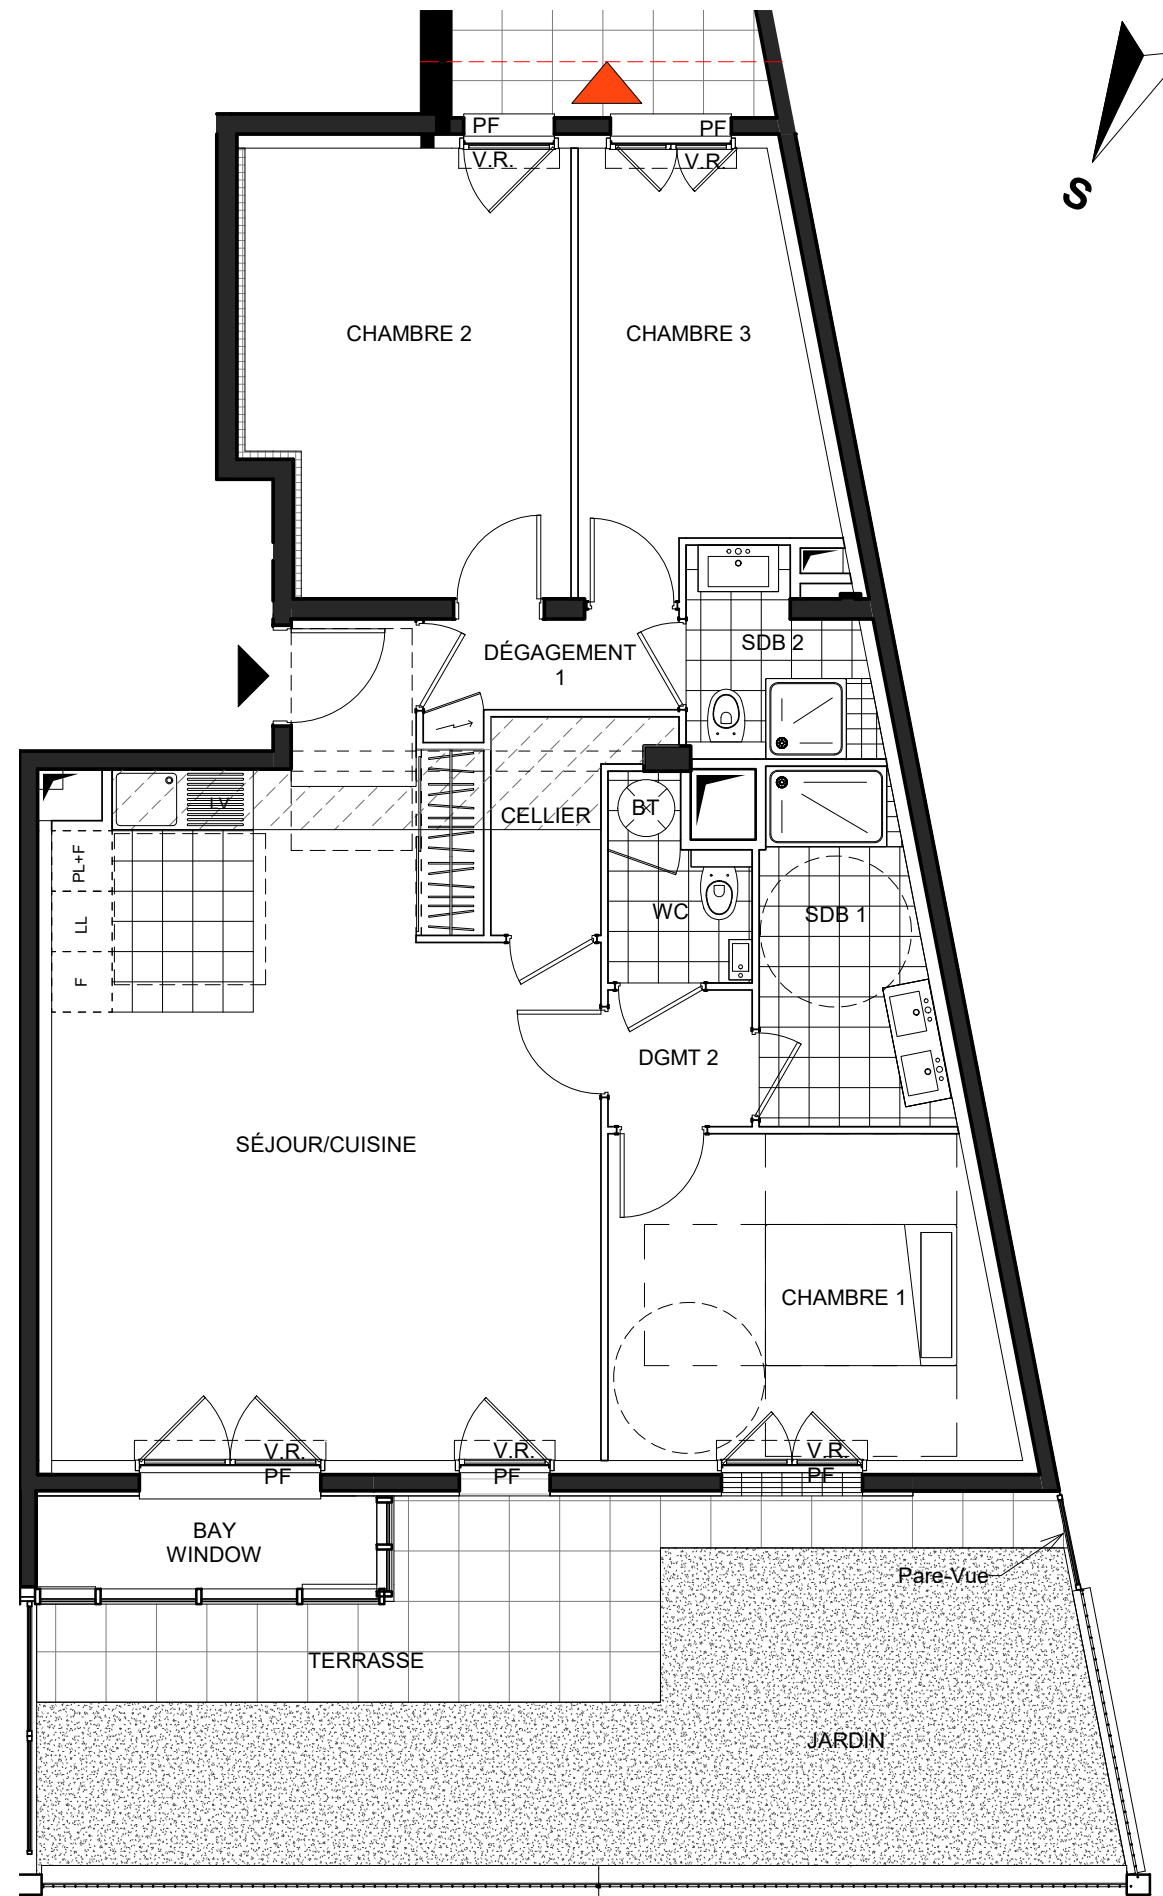 PF
PF
V.R.
V.R.
S
CHAMBRE 2
CHAMBRE 3
DÉGAGEMENT
1
SDB 2
LV
CELLIER
BT
PL+F
LL
F
WC
SDB 1
DGMT 2
SÉJOUR/CUISINE
CHAMBRE 1
V.R.
PF
V.R.
PF
V.R.
PF
BAY
WINDOW
Pare-Vue
TERRASSE
JARDIN